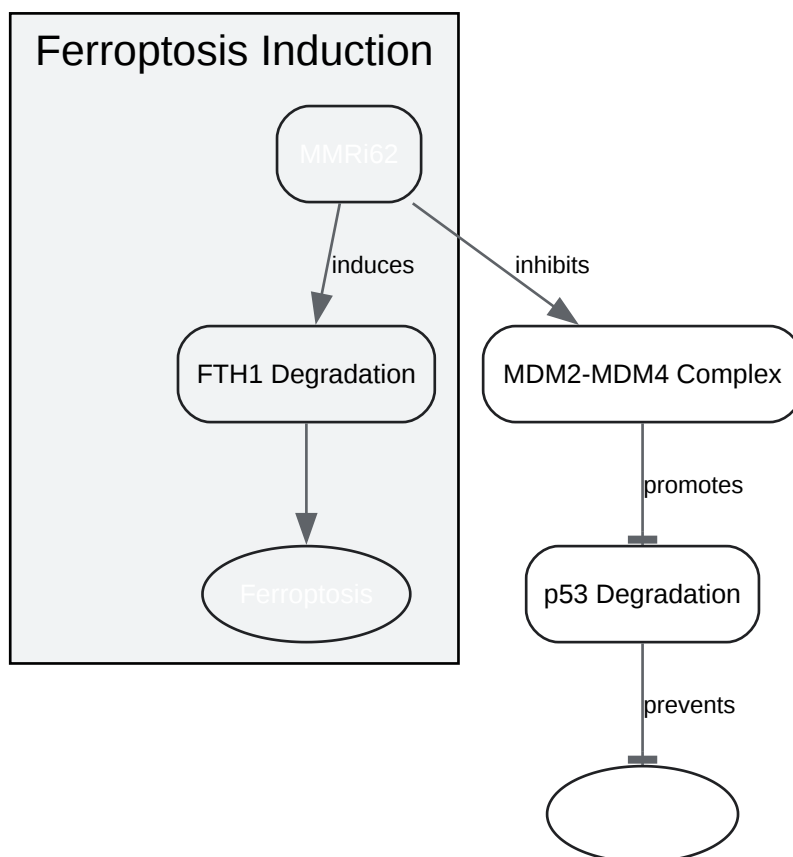 Ferroptosis Induction
MMRi62
induces
inhibits
FTH1 Degradation
MDM2-MDM4 Complex
promotes
Ferroptosis
p53 Degradation
prevents